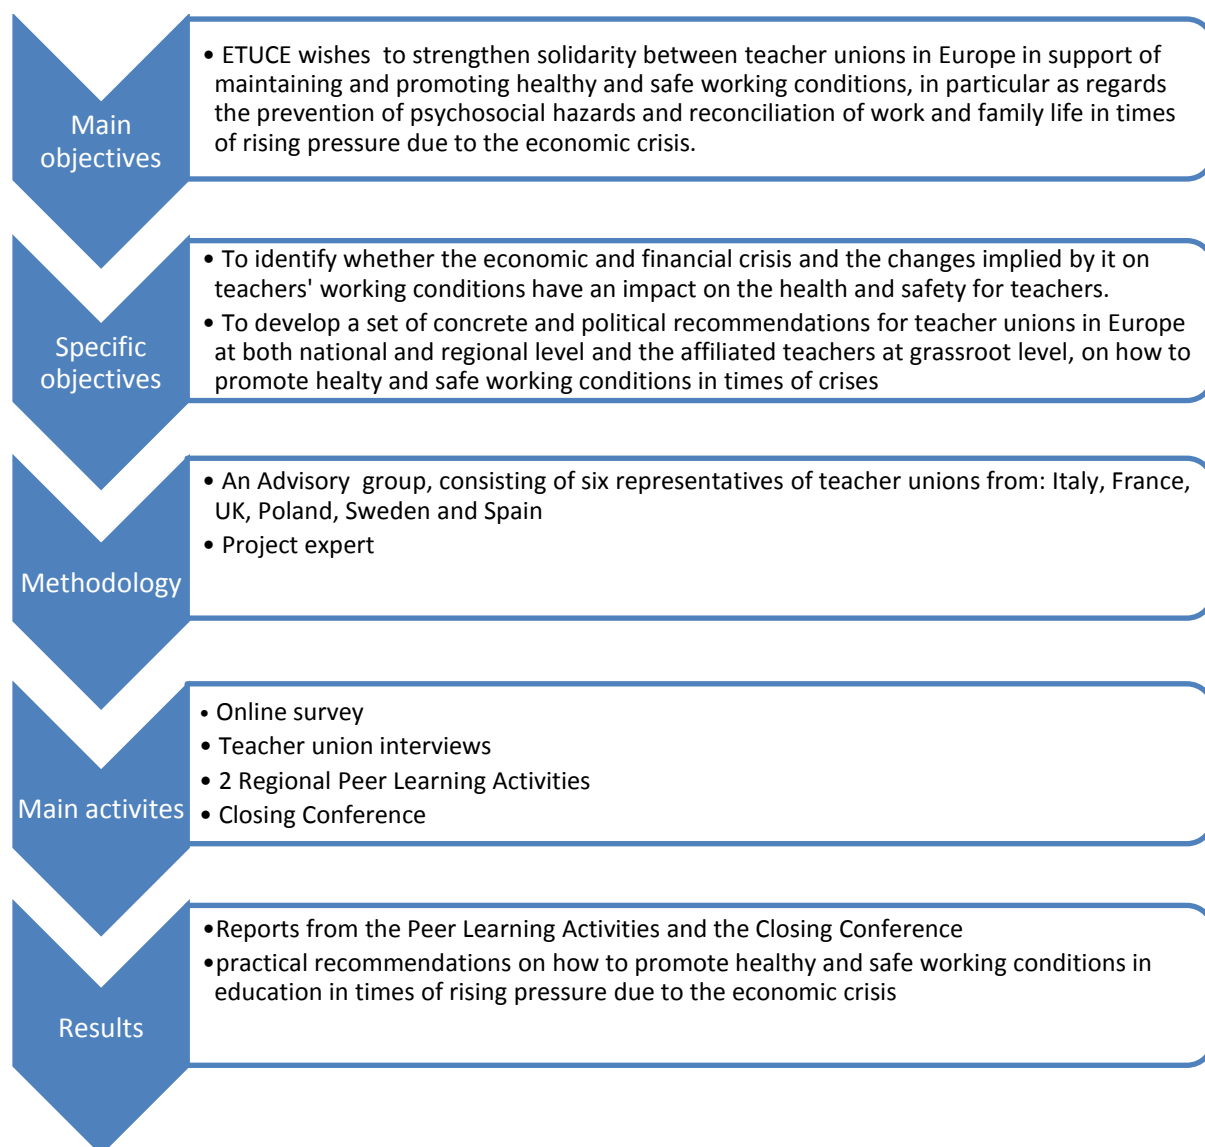 Main
objectives
• ETUCE wishes  to strengthen solidarity between teacher unions in Europe in support of
maintaining and promoting healthy and safe working conditions, in particular as regards
the prevention of psychosocial hazards and reconciliation of work and family life in times
of rising pressure due to the economic crisis.
Specific
objectives
• To identify whether the economic and financial crisis and the changes implied by it on
teachers' working conditions have an impact on the health and safety for teachers.
• To develop a set of concrete and political recommendations for teacher unions in Europe
at both national and regional level and the affiliated teachers at grassroot level, on how to
promote healty and safe working conditions in times of crises
Methodology
• An Advisory  group, consisting of six representatives of teacher unions from: Italy, France,
UK, Poland, Sweden and Spain
• Project expert
Main activites
• Online survey
• Teacher union interviews
• 2 Regional Peer Learning Activities
• Closing Conference
Results
•Reports from the Peer Learning Activities and the Closing Conference
•practical recommendations on how to promote healthy and safe working conditions in
education in times of rising pressure due to the economic crisis